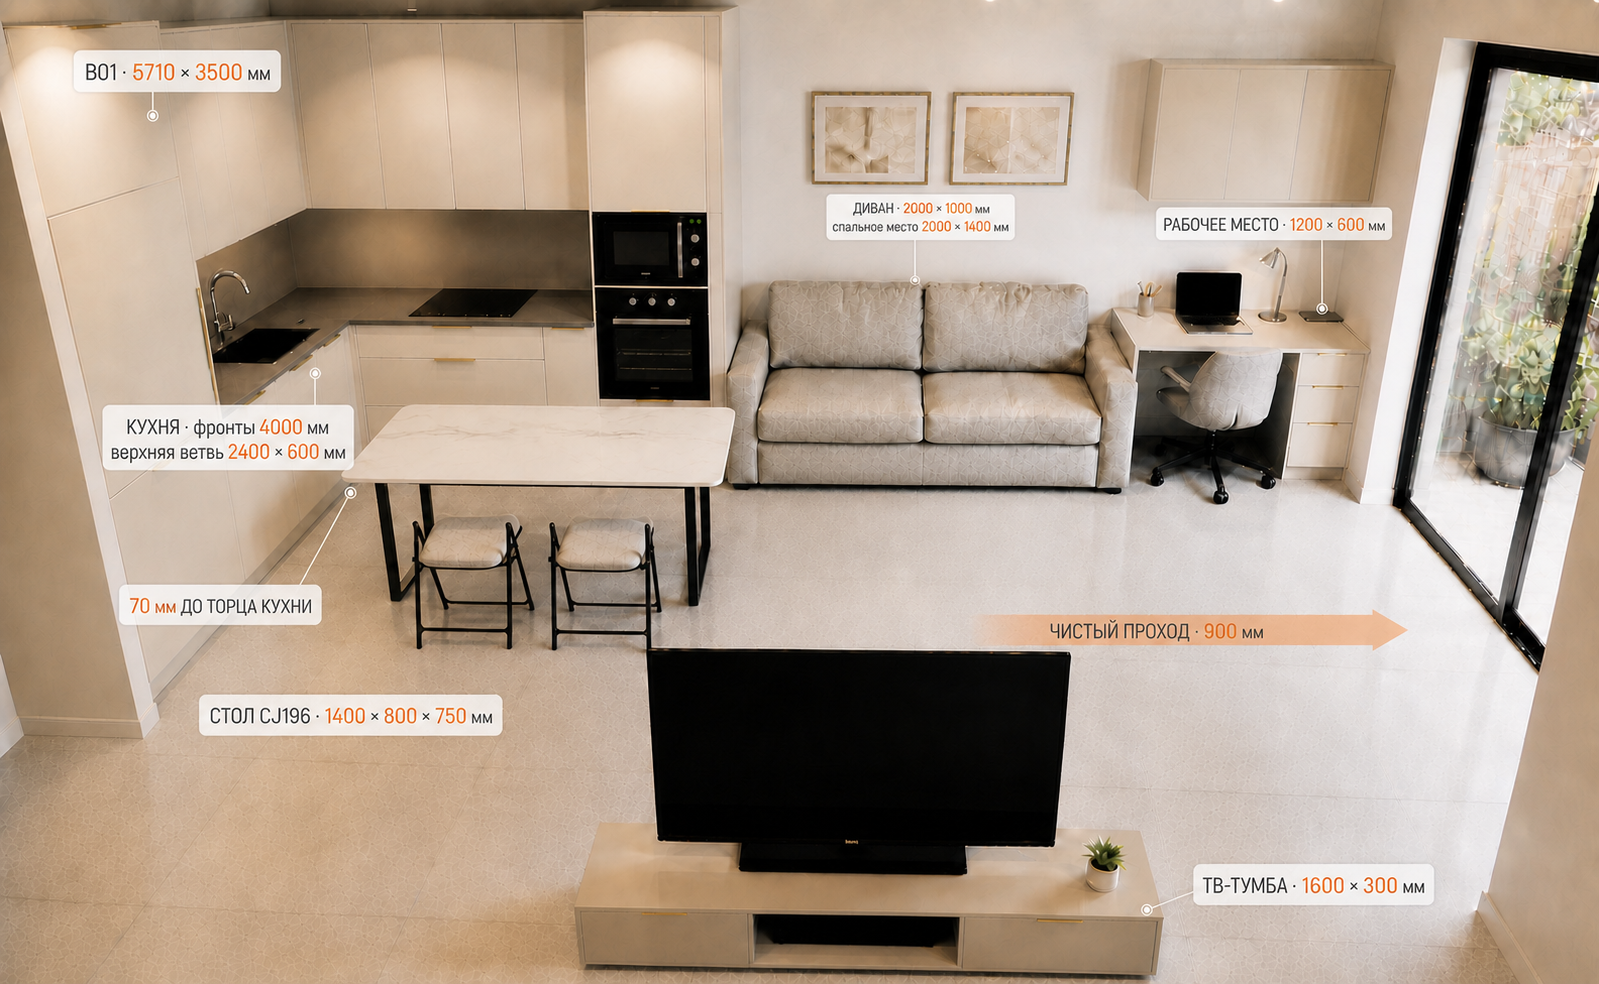 В01 · 5710 × 3500 мм
ДИВАН · 2000 × 1000 мм
спальное место 2000 × 1400 мм
РАБОЧЕЕ МЕСТО · 1200 × 600 мм
КУХНЯ · фронты 4000 мм
верхняя ветвь 2400 × 600 мм
70 мм ДО ТОРЦА КУХНИ
ЧИСТЫЙ ПРОХОД · 900 мм
СТОЛ CJ196 · 1400 × 800 × 750 мм
ТВ-ТУМБА · 1600 × 300 мм